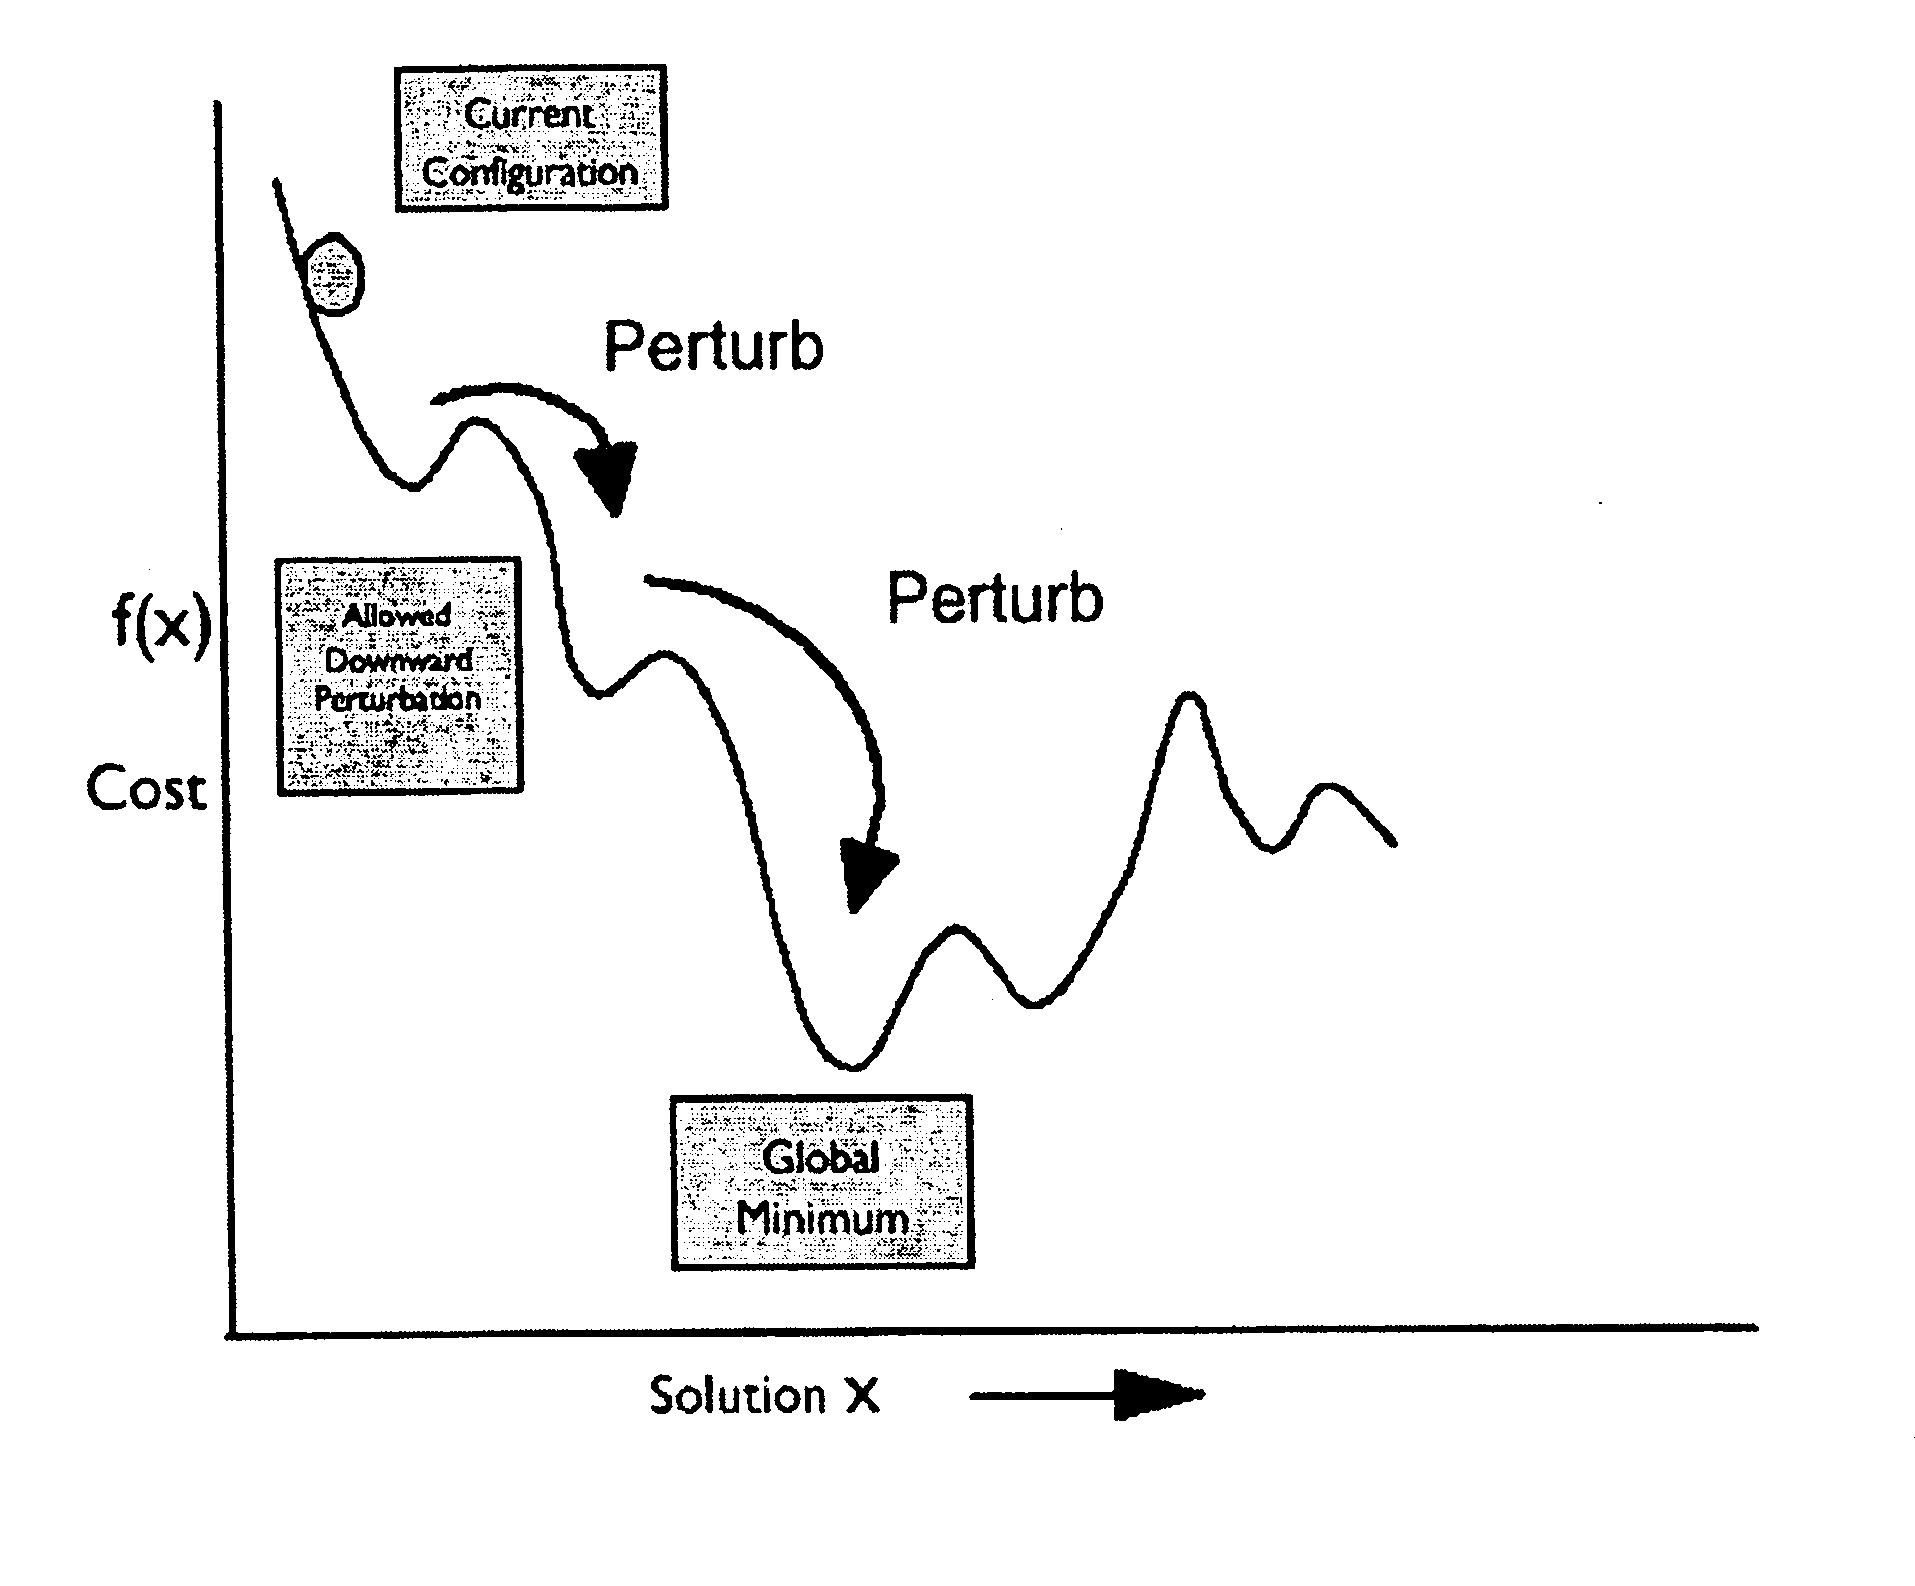 Current
Configuration
Perturb
Perturb
f(x)
Allowed
Downward
Perturbation
Cost
Global
Minimum
Solution X